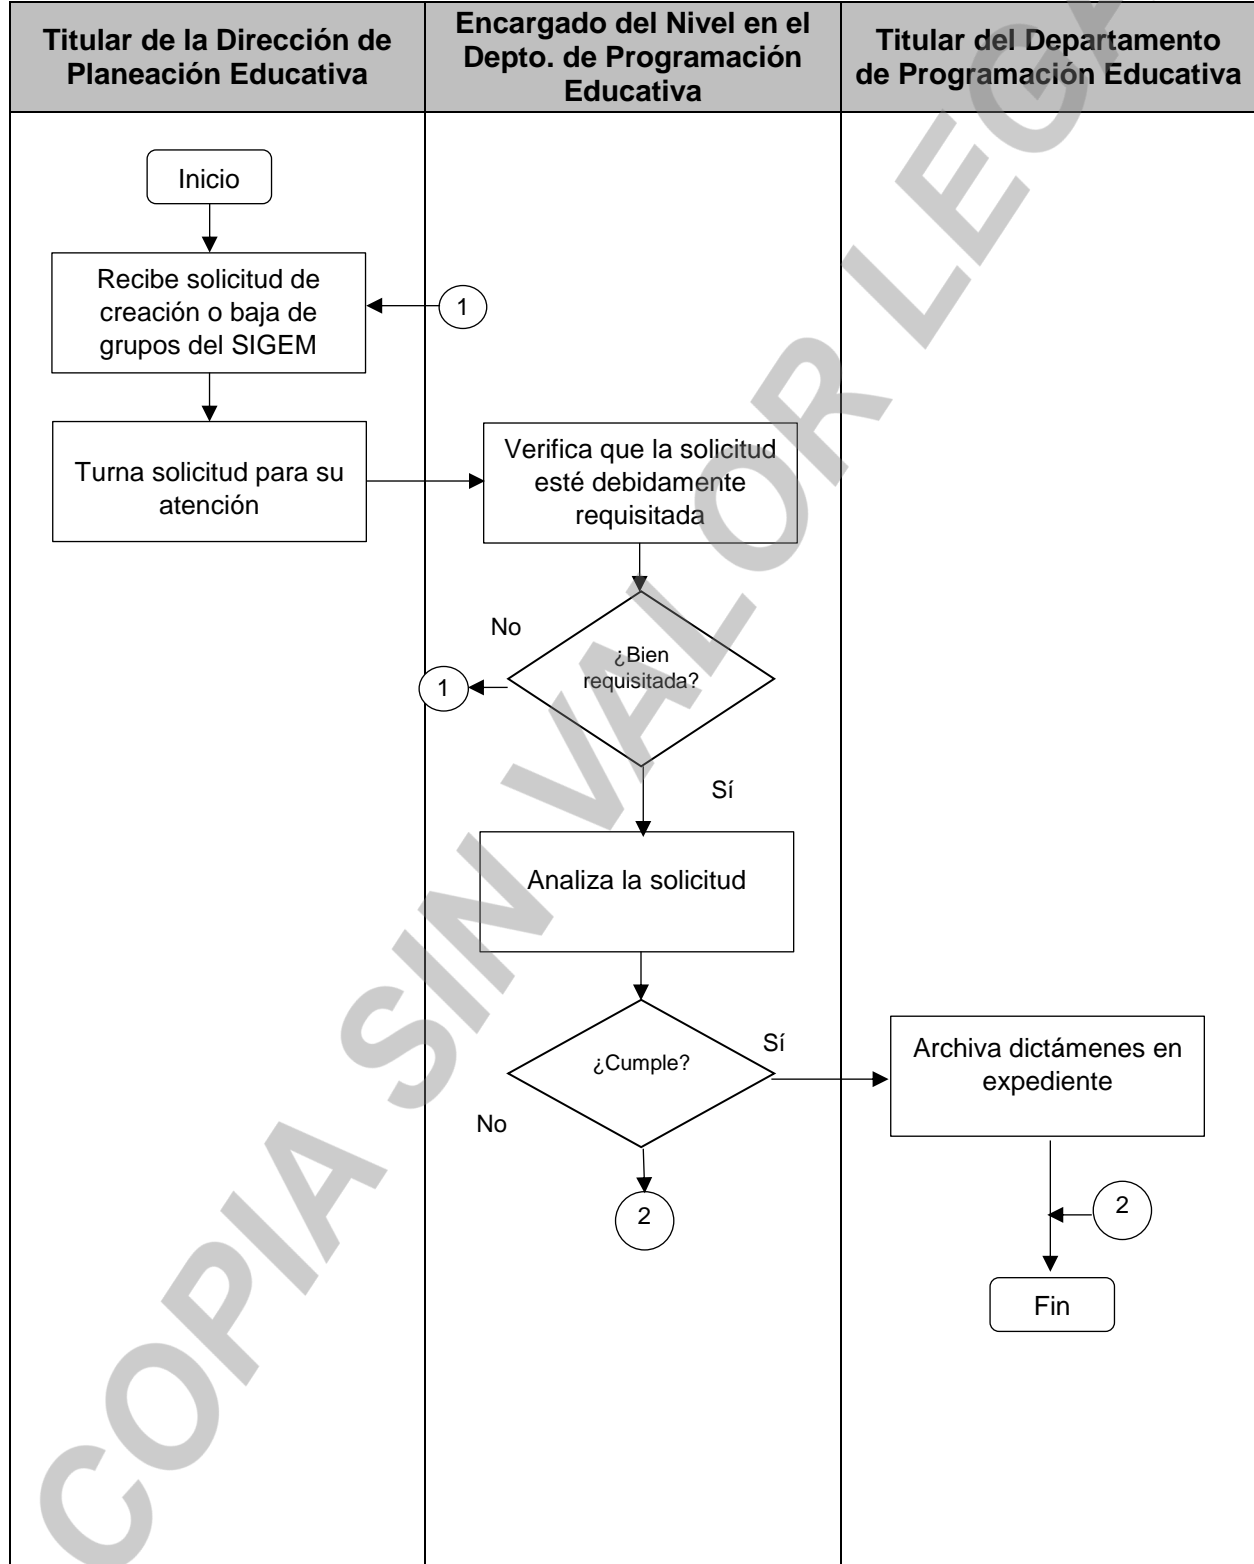 Titular de la Dirección de
Planeación Educativa
Encargado del Nivel en el
Depto. de Programación
Educativa
Titular del Departamento
de Programación Educativa
Inicio
Recibe solicitud de
creación o baja de
grupos del SIGEM
1
Turna solicitud para su
atención
Verifica que la solicitud
esté debidamente
requisitada
No
¿Bien
requisitada?
1
Sí
Analiza la solicitud
¿Cumple?
Sí
No
2
Archiva dictámenes en
expediente
2
Fin
COPIA SIN VALOR LEGA